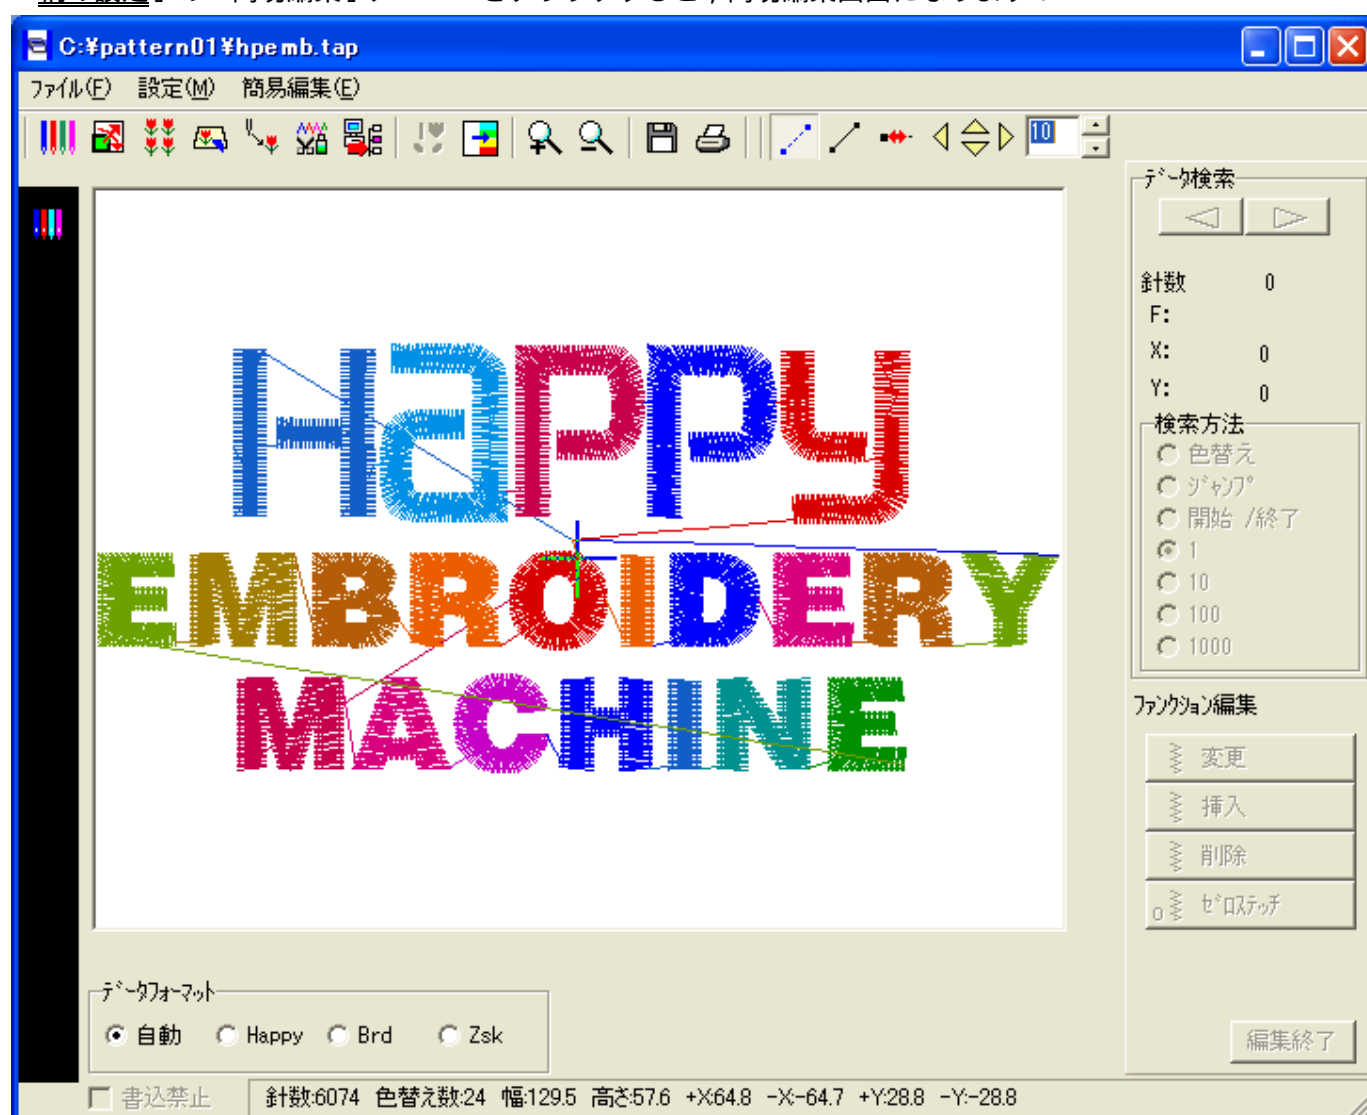 C:¥pattern01¥hpemb.tap
ﾌｧｲﾙ(F) 設定(M) 簡易編集(E)
10
ﾃﾞｰﾀ検索
針数 0
F:
X: 0
Y: 0
検索方法
色替え
ｼﾞｬﾝﾌﾟ
開始 /終了
1
10
100
1000
Happy
EMBROIDERY
MACHINE
ﾌｧﾝｸｼｮﾝ編集
変更
挿入
削除
0 ｾﾞﾛｽﾃｯﾁ
ﾃﾞｰﾀﾌｫｰﾏｯﾄ
自動 Happy Brd Zsk
編集終了
書込禁止 針数:6074 色替え数:24 幅:129.5 高さ:57.6 +X:64.8 -X:-64.7 +Y:28.8 -Y:-28.8